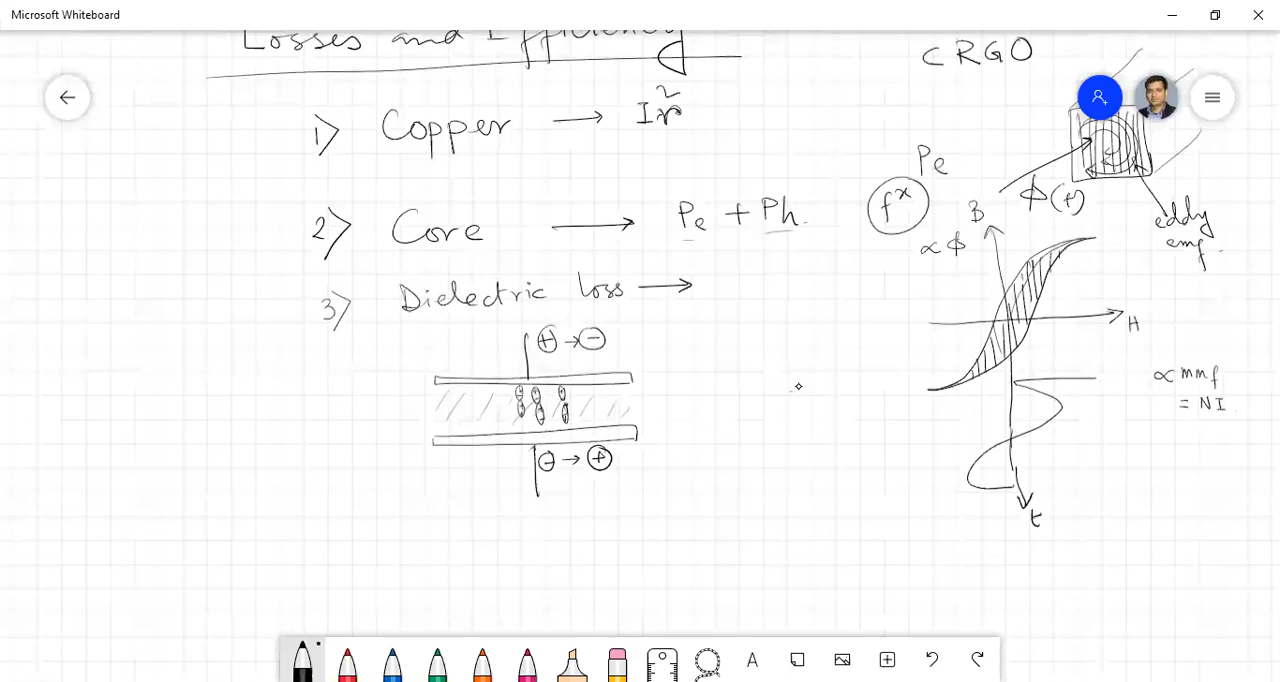 Microsoft Whiteboard
Losses and Efficiency
1) Copper → I²r
2) Core → Pe + Ph.
3) Dielectric loss →
+ → -
- → +
CRGO
Pe
fˣ
ϕ(t)
eddy
emf.
B
∝ ϕ
H
∝ mmf
= NI
t
A